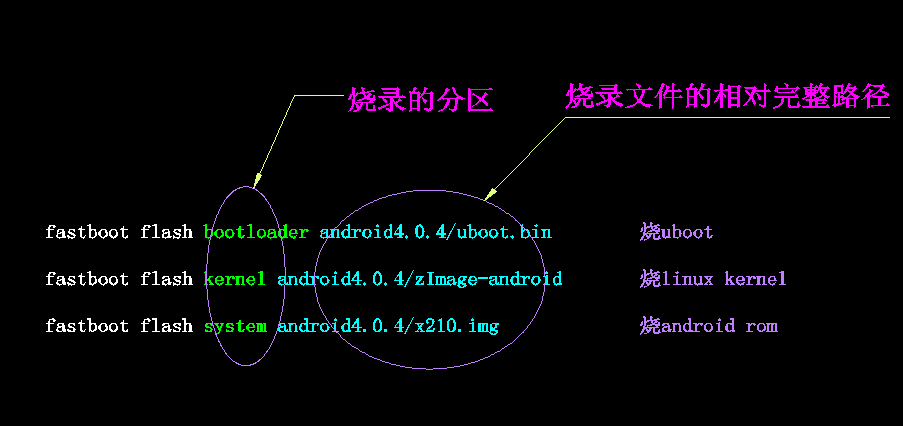 烧录的分区
烧录文件的相对完整路径
fastboot flash bootloader android4.0.4/uboot.bin 烧uboot
fastboot flash kernel android4.0.4/zImage-android 烧linux kernel
fastboot flash system android4.0.4/x210.img 烧android rom